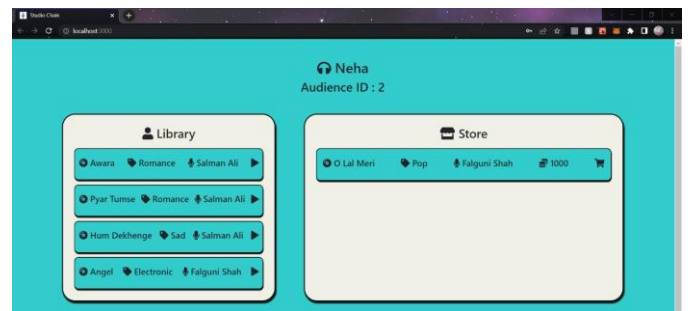 Studio Chain
localhost:3000
Neha
Audience ID : 2
Library
Awara Romance Salman Ali
Pyar Tumse Romance Salman Ali
Hum Dekhenge Sad Salman Ali
Angel Electronic Falguni Shah
Store
O Lal Meri Pop Falguni Shah 1000